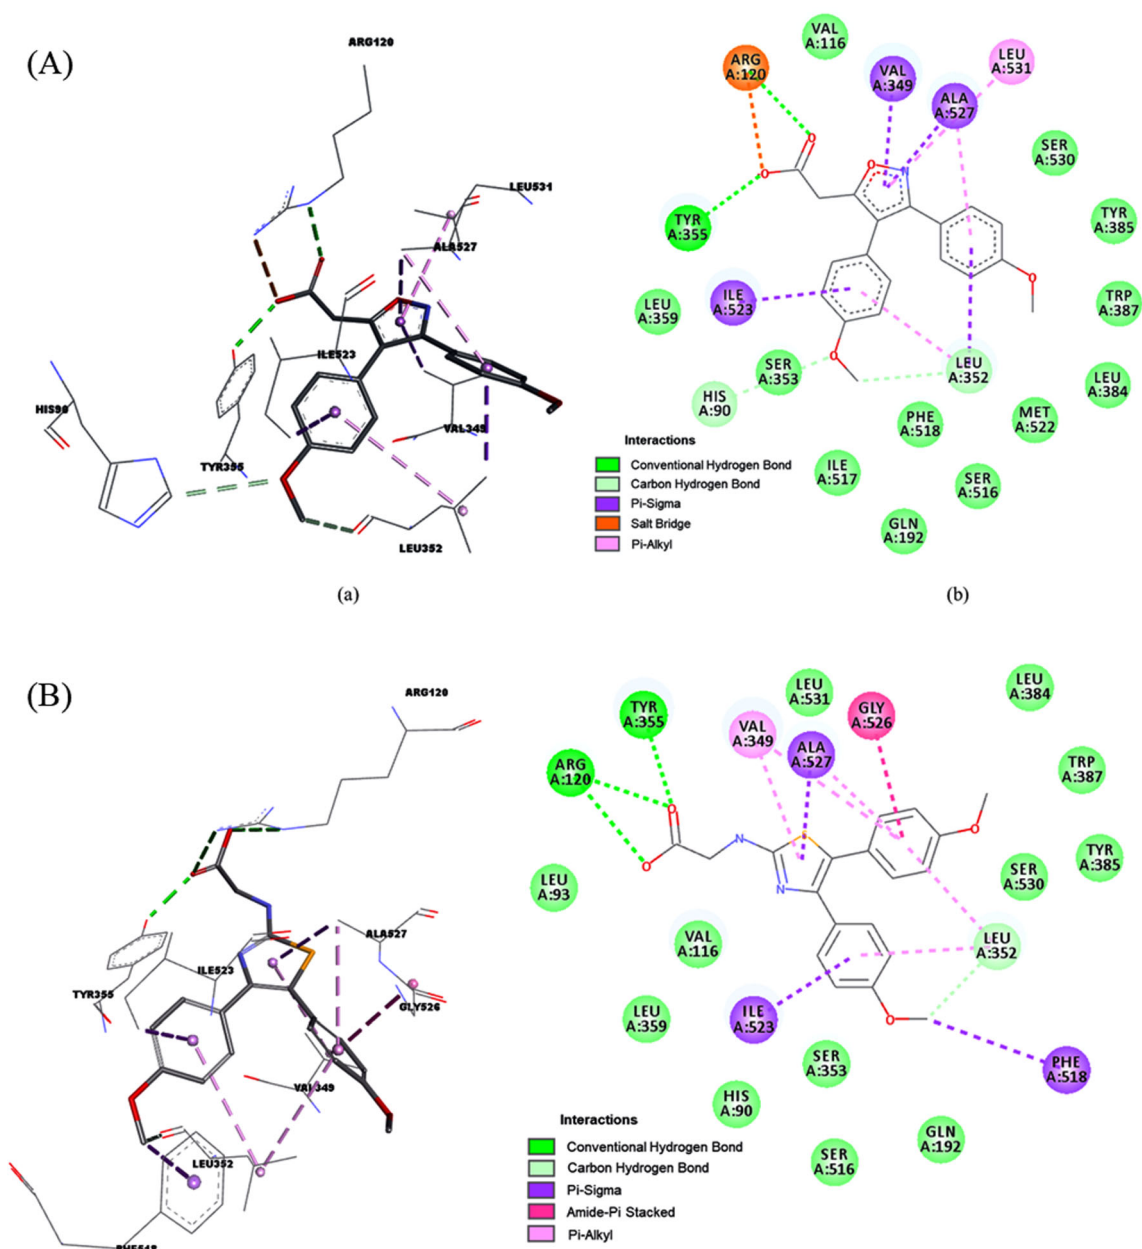 (A)
ARG120
LEU531
ALA527
ILE523
HIS90
VAL349
TYR355
LEU352
(a)
VAL
A:116
ARG
A:120
VAL
A:349
LEU
A:531
ALA
A:527
SER
A:530
TYR
A:355
TYR
A:385
ILE
A:523
LEU
A:359
TRP
A:387
SER
A:353
LEU
A:352
LEU
A:384
HIS
A:90
PHE
A:518
MET
A:522
ILE
A:517
SER
A:516
GLN
A:192
O
O
O
N
O
O
Interactions
Conventional Hydrogen Bond
Carbon Hydrogen Bond
Pi-Sigma
Salt Bridge
Pi-Alkyl
(b)
(B)
ARG120
ALA527
ILE523
TYR355
GLY526
VAL349
LEU352
PHE518
TYR
A:355
LEU
A:531
VAL
A:349
ALA
A:527
GLY
A:526
LEU
A:384
ARG
A:120
TRP
A:387
LEU
A:93
SER
A:530
TYR
A:385
VAL
A:116
LEU
A:352
LEU
A:359
ILE
A:523
SER
A:353
PHE
A:518
HIS
A:90
SER
A:516
GLN
A:192
O
O
N
S
N
O
O
Interactions
Conventional Hydrogen Bond
Carbon Hydrogen Bond
Pi-Sigma
Amide-Pi Stacked
Pi-Alkyl